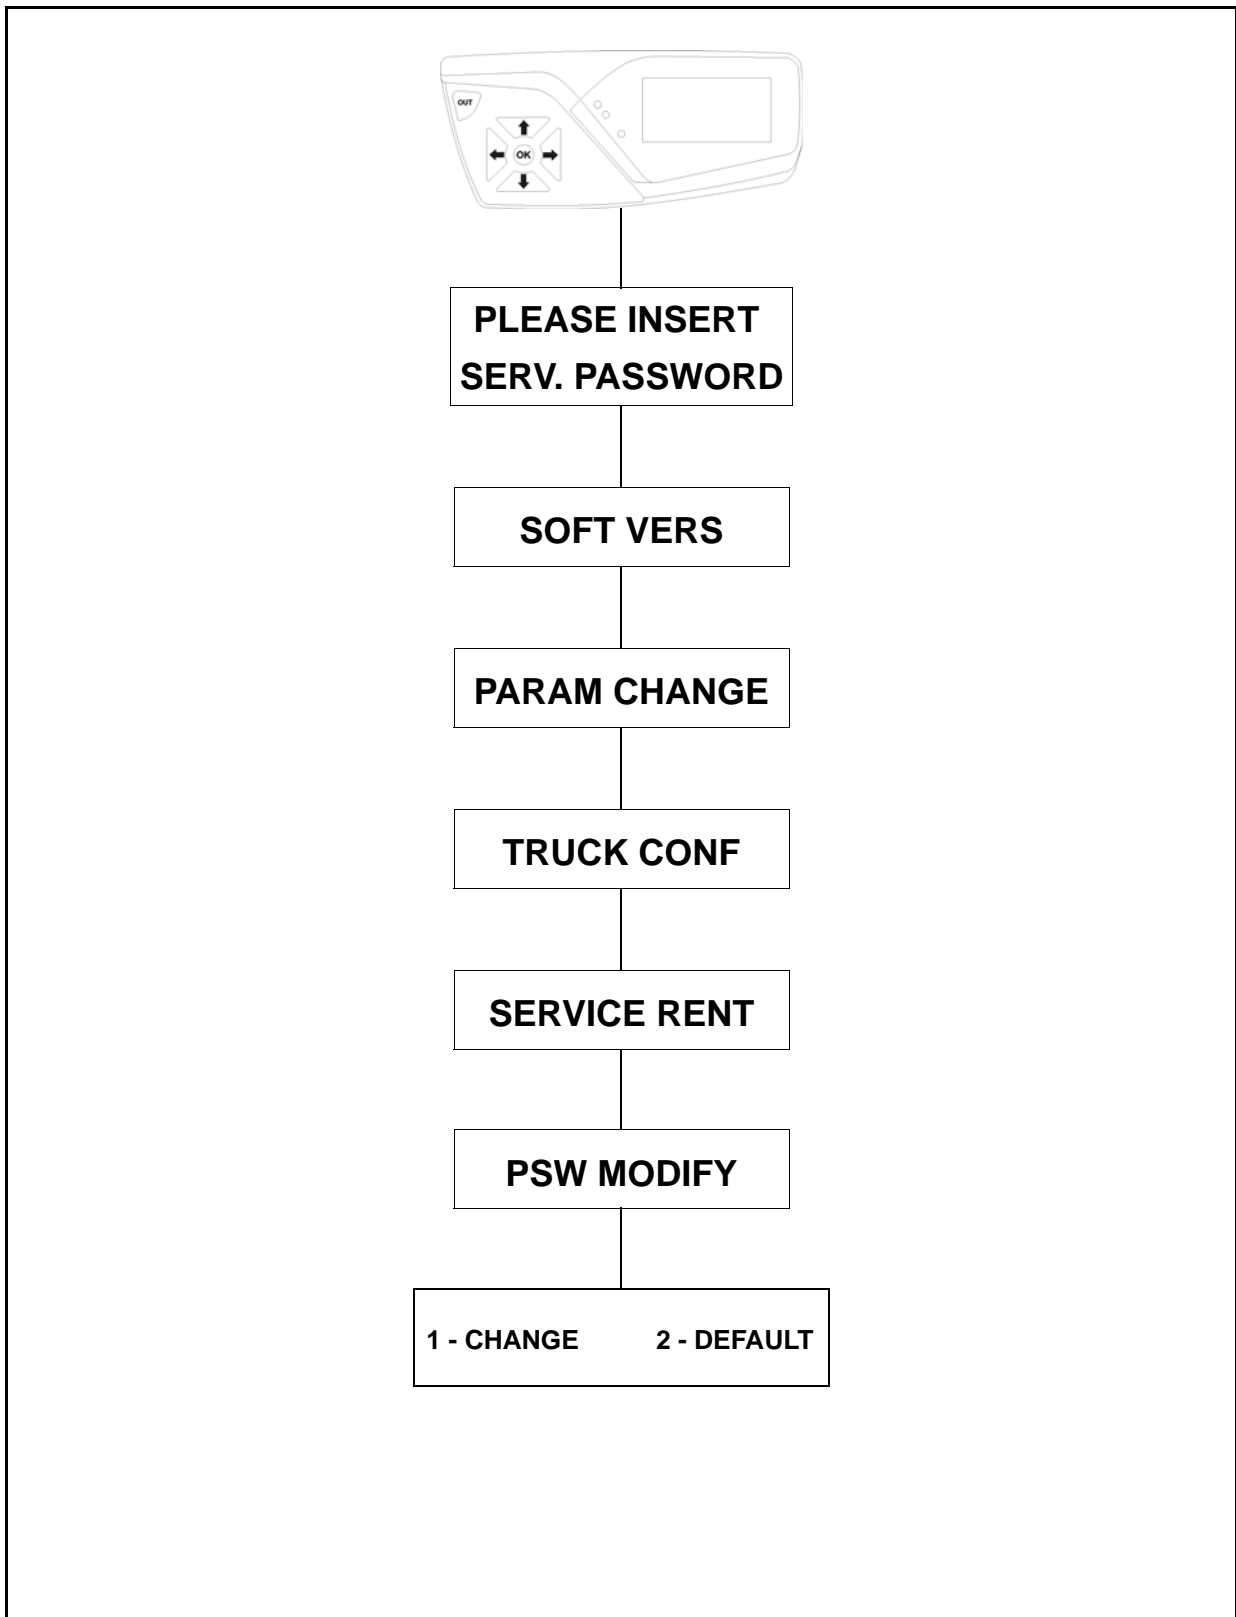 OUT
OK
PLEASE INSERT
SERV. PASSWORD
SOFT VERS
PARAM CHANGE
TRUCK CONF
SERVICE RENT
PSW MODIFY
1 - CHANGE 2 - DEFAULT